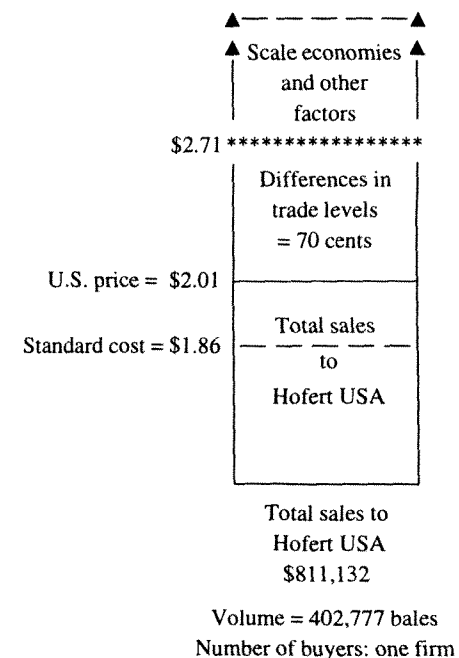 Scale economies
and other
factors
$2.71 ******************
Differences in
trade levels
= 70 cents
U.S. price = $2.01
Total sales
Standard cost = $1.86
to
Hofert USA
Total sales to
Hofert USA
$811,132
Volume = 402,777 bales
Number of buyers: one firm